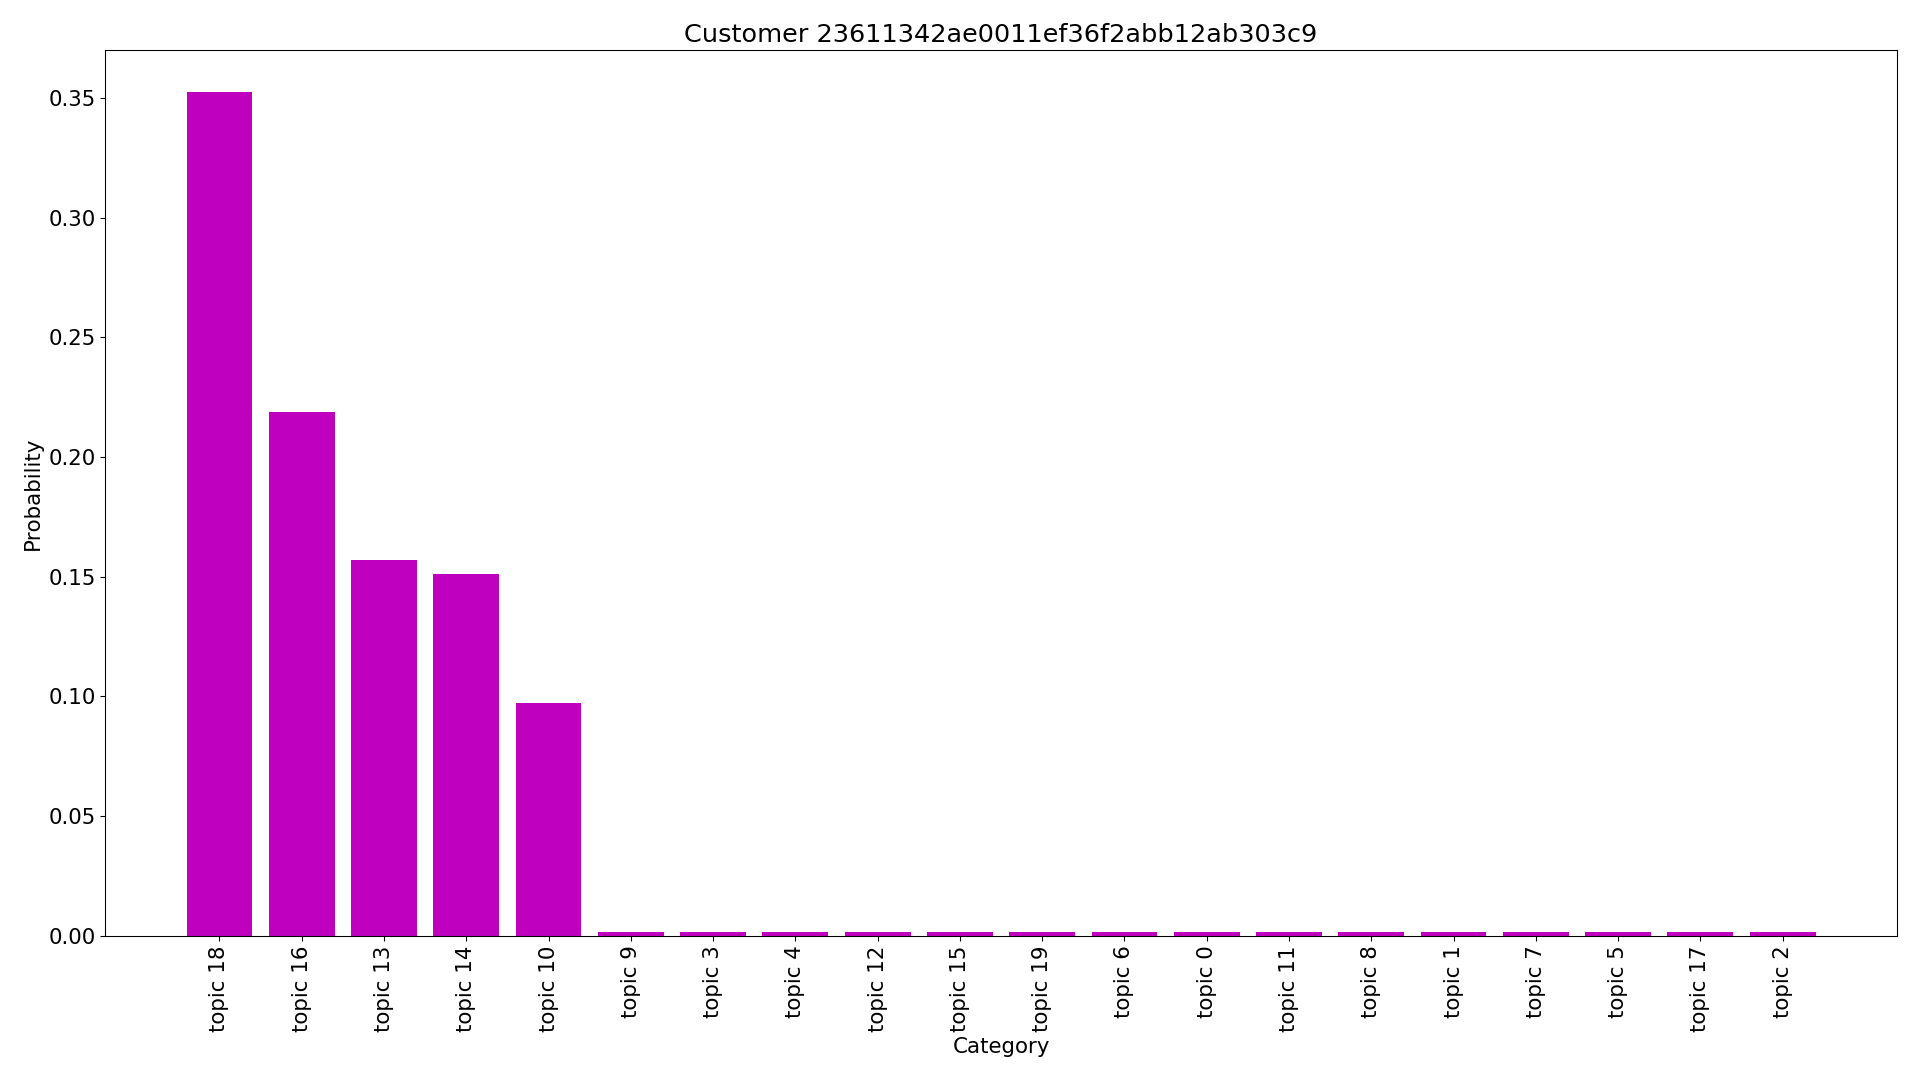 Customer 23611342ae0011ef36f2abb12ab303c9
Probability
0.35
0.30
0.25
0.20
0.15
0.10
0.05
0.00
topic 18
topic 16
topic 13
topic 14
topic 10
topic 9
topic 3
topic 4
topic 12
topic 15
topic 19
topic 6
topic 0
topic 11
topic 8
topic 1
topic 7
topic 5
topic 17
topic 2
Category